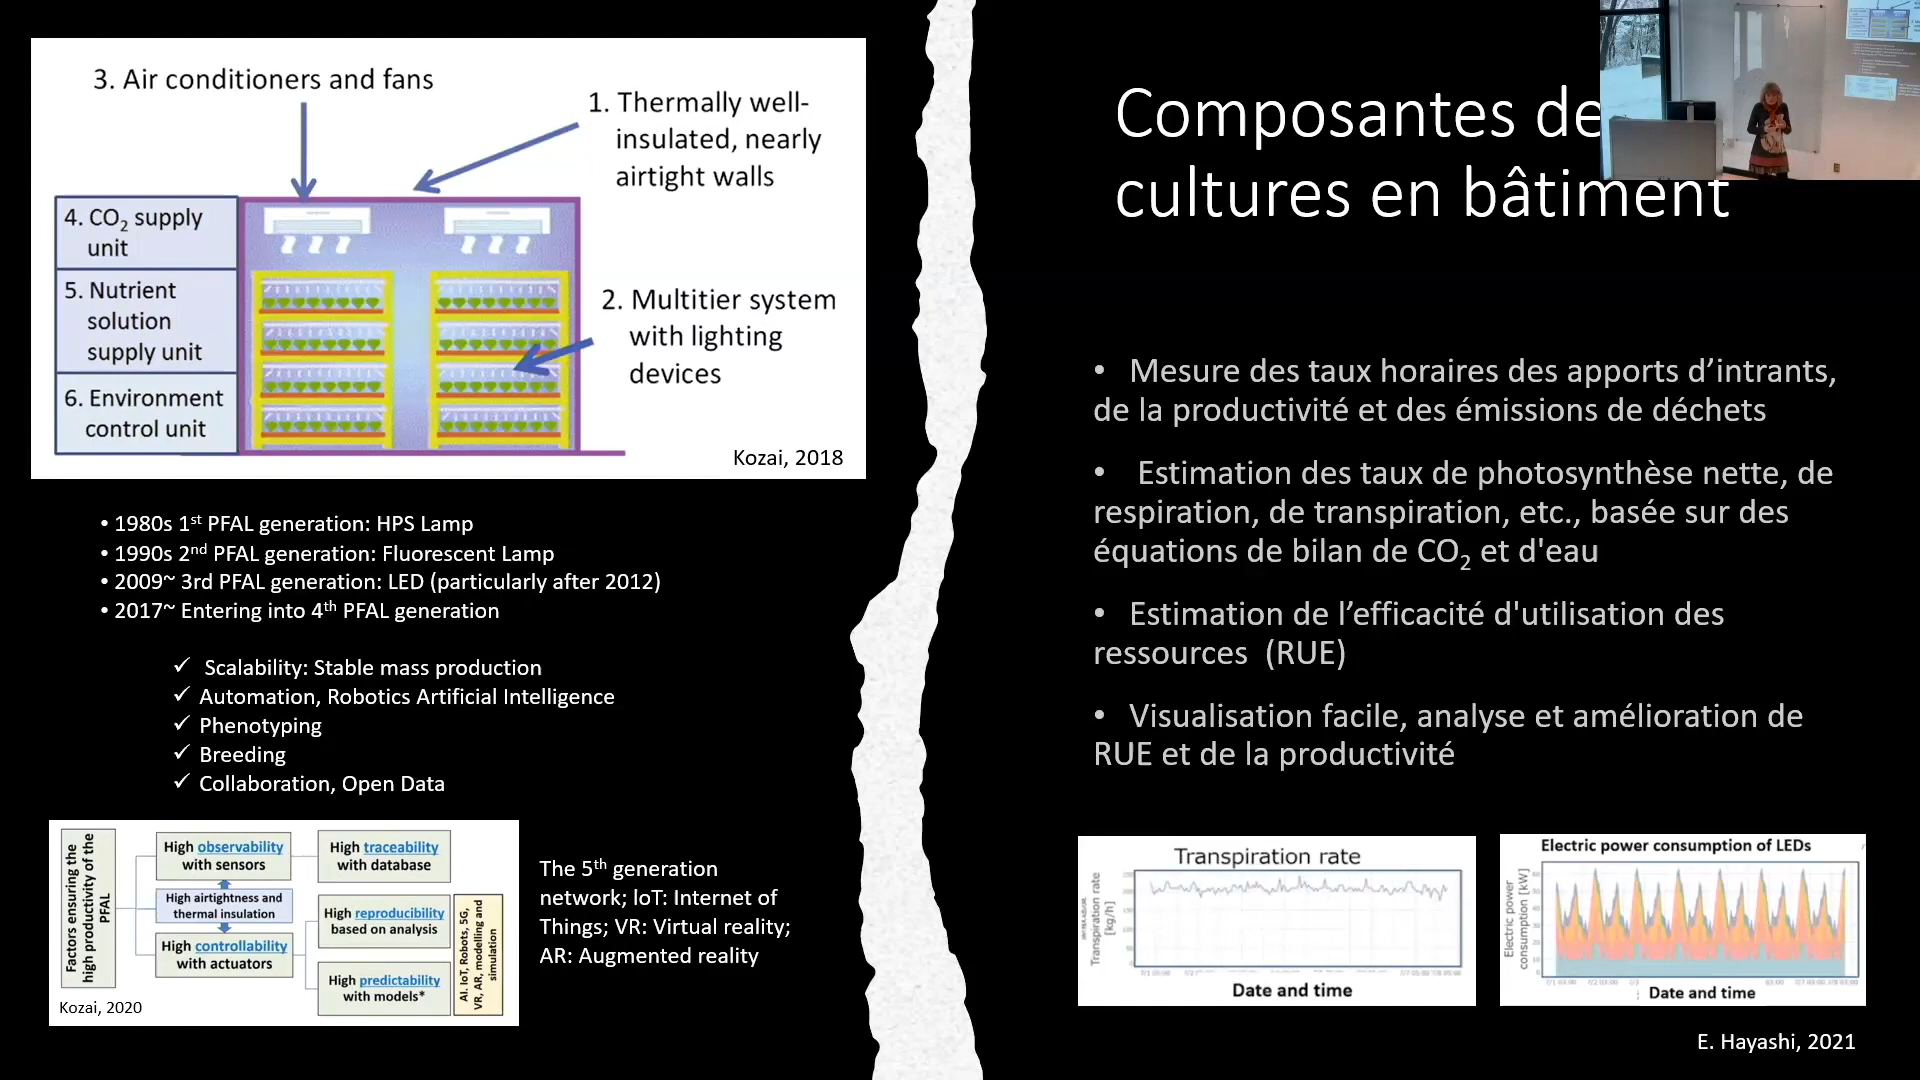 3. Air conditioners and fans
1. Thermally well-
insulated, nearly
airtight walls
4. CO₂ supply
unit
5. Nutrient
solution
supply unit
6. Environment
control unit
2. Multitier system
with lighting
devices
Kozai, 2018
• 1980s 1st PFAL generation: HPS Lamp
• 1990s 2nd PFAL generation: Fluorescent Lamp
• 2009~ 3rd PFAL generation: LED (particularly after 2012)
• 2017~ Entering into 4th PFAL generation
✓ Scalability: Stable mass production
✓ Automation, Robotics Artificial Intelligence
✓ Phenotyping
✓ Breeding
✓ Collaboration, Open Data
Factors ensuring the
high productivity of the
PFAL
High observability
with sensors
High airtightness and
thermal insulation
High controllability
with actuators
High traceability
with database
High reproducibility
based on analysis
High predictability
with models*
AI. IoT, Robots, 5G,
VR, AR, modelling and
simulation
Kozai, 2020
The 5th generation
network; IoT: Internet of
Things; VR: Virtual reality;
AR: Augmented reality
Composantes de
cultures en bâtiment
• Mesure des taux horaires des apports d’intrants,
de la productivité et des émissions de déchets
• Estimation des taux de photosynthèse nette, de
respiration, de transpiration, etc., basée sur des
équations de bilan de CO₂ et d'eau
• Estimation de l’efficacité d'utilisation des
ressources (RUE)
• Visualisation facile, analyse et amélioration de
RUE et de la productivité
Transpiration rate
Transpiration rate
[kg/h]
Date and time
Electric power consumption of LEDs
Electric power
consumption [kW]
Date and time
E. Hayashi, 2021